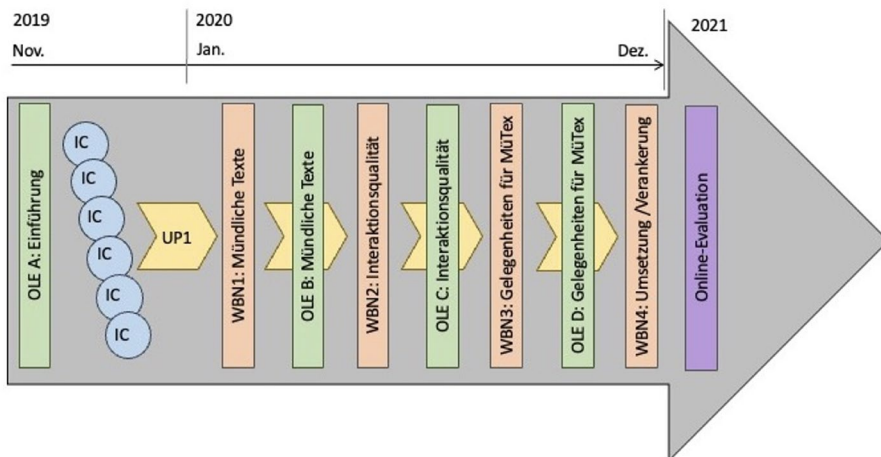 2019
2020
2021
Nov.
Jan.
Dez.
OLE A: Einführung
IC
IC
IC
IC
IC
IC
UP1
WBN1: Mündliche Texte
OLE B: Mündliche Texte
WBN2: Interaktionsqualität
OLE C: Interaktionsqualität
WBN3: Gelegenheiten für MüTex
OLE D: Gelegenheiten für MüTex
WBN4: Umsetzung /Verankerung
Online-Evaluation